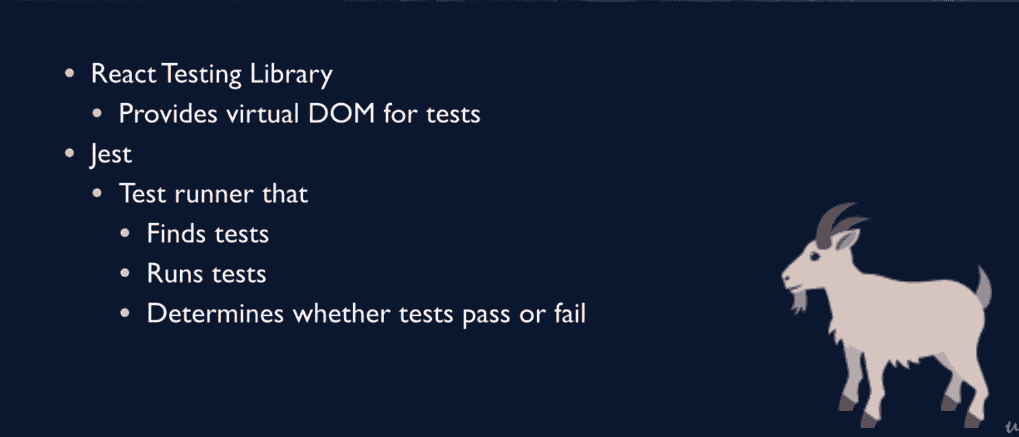 React Testing Library
Provides virtual DOM for tests
Jest
Test runner that
Finds tests
Runs tests
Determines whether tests pass or fail